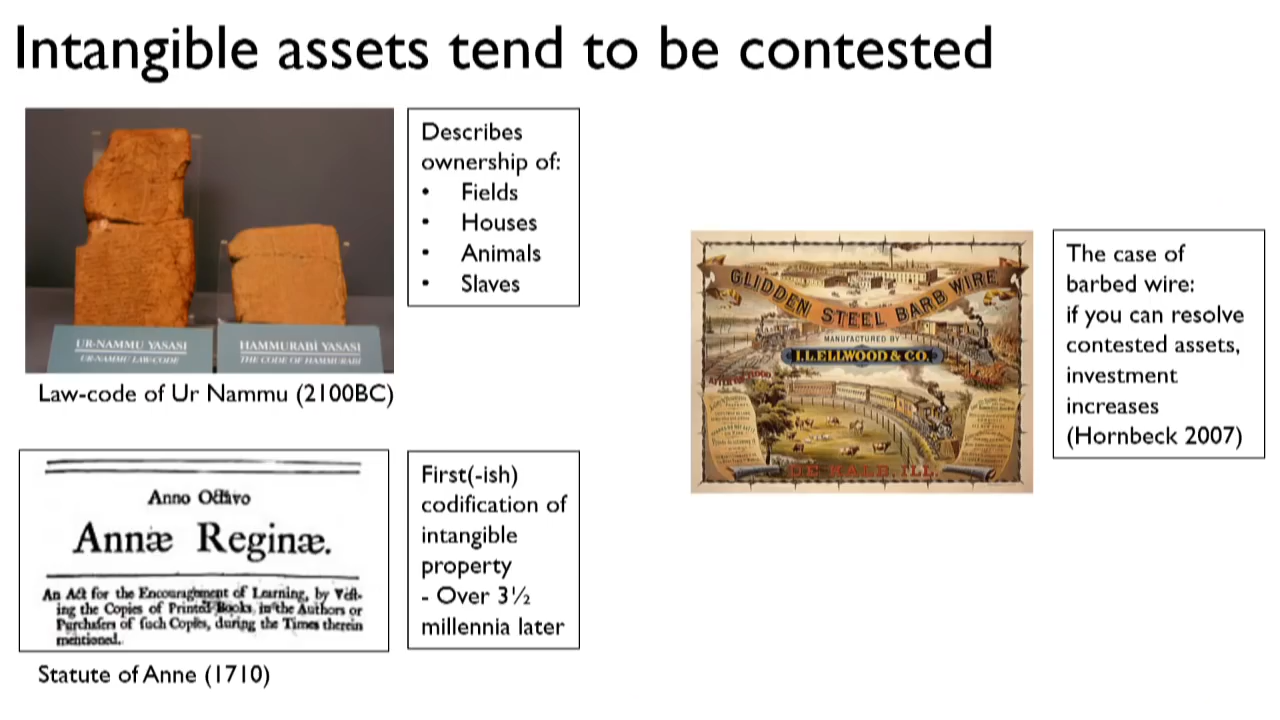 Intangible assets tend to be contested
UR-NAMMU YASASI
UR-NAMMU LAW-CODE
HAMMURABİ YASASI
THE CODE OF HAMMURABI
Law-code of Ur Nammu (2100BC)
Describes
ownership of:
• Fields
• Houses
• Animals
• Slaves
Anno Octavo
Annæ Reginæ.
An Act for the Encouragement of Learning, by Vest-
ing the Copies of Printed Books in the Authors or
Purchasers of such Copies, during the Times therein
mentioned.
Statute of Anne (1710)
First(-ish)
codification of
intangible
property
- Over 3½
millennia later
GLIDDEN STEEL BARB WIRE
MANUFACTURED BY
I.L.ELLWOOD & CO.
DE KALB, ILL.
The case of
barbed wire:
if you can resolve
contested assets,
investment
increases
(Hornbeck 2007)